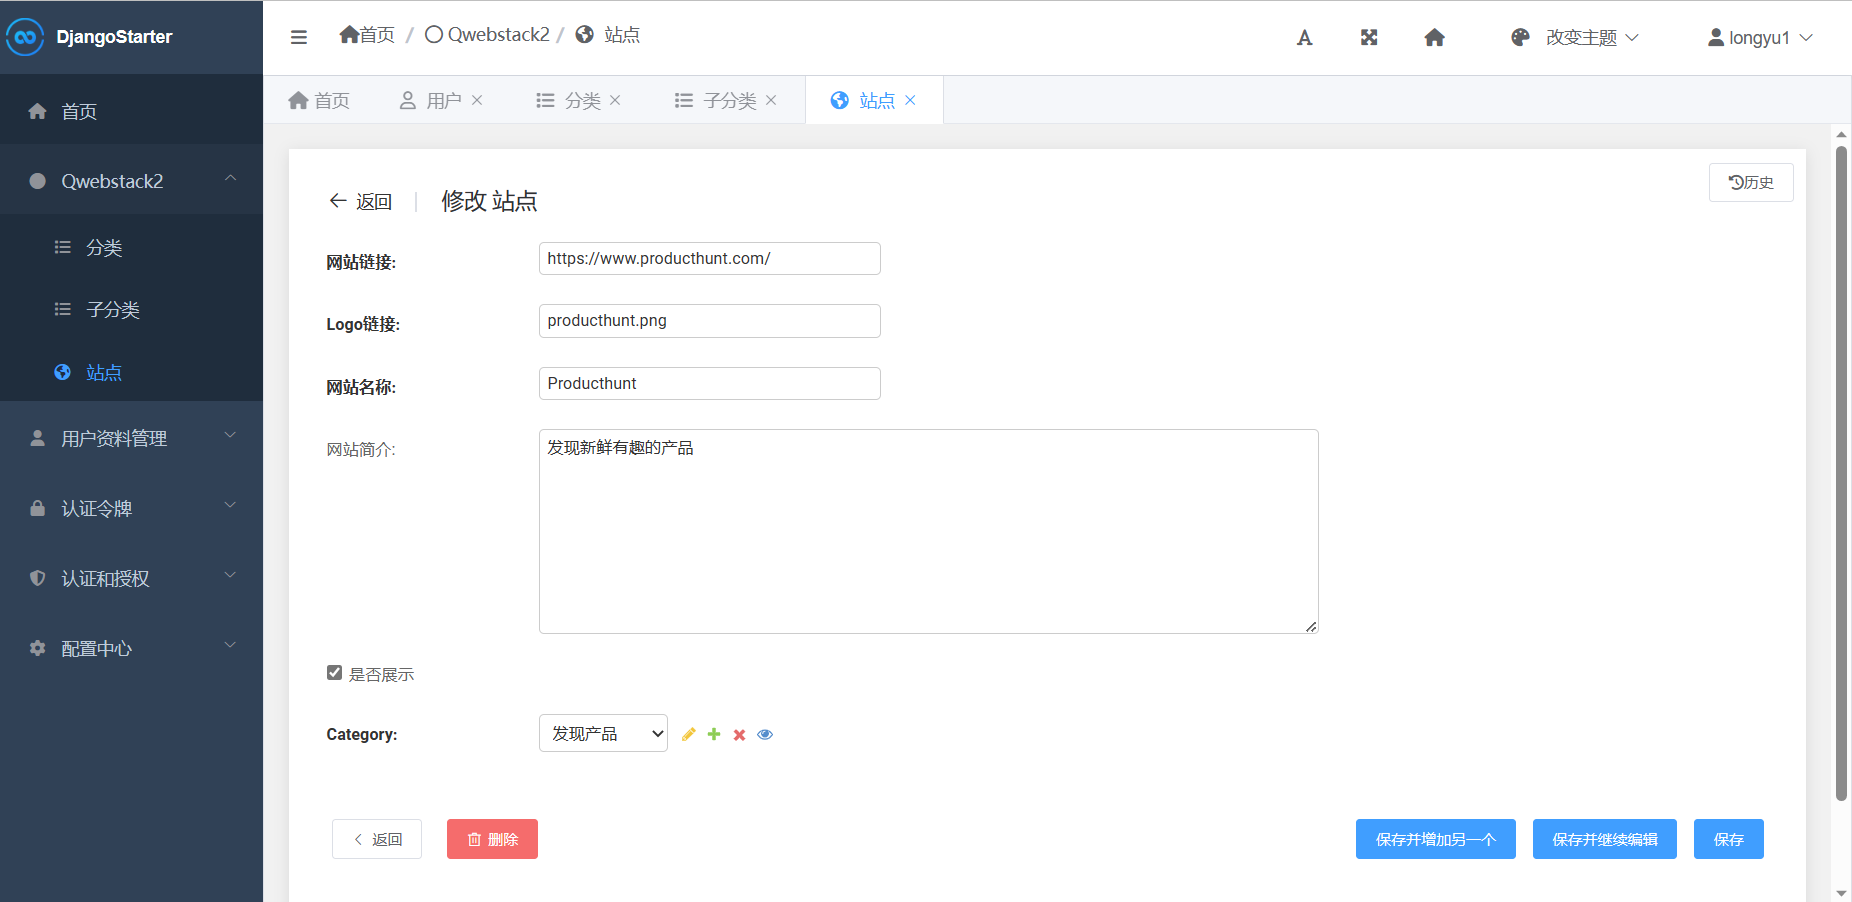 DjangoStarter
首页
Qwebstack2
分类
子分类
站点
用户资料管理
认证令牌
认证和授权
配置中心
首页 / Qwebstack2 / 站点
改变主题
longyu1
首页 用户 分类 子分类 站点
返回
修改 站点
历史
网站链接: https://www.producthunt.com/
Logo链接: producthunt.png
网站名称: Producthunt
网站简介: 发现新鲜有趣的产品
是否展示
Category: 发现产品
返回 删除 保存并增加另一个 保存并继续编辑 保存